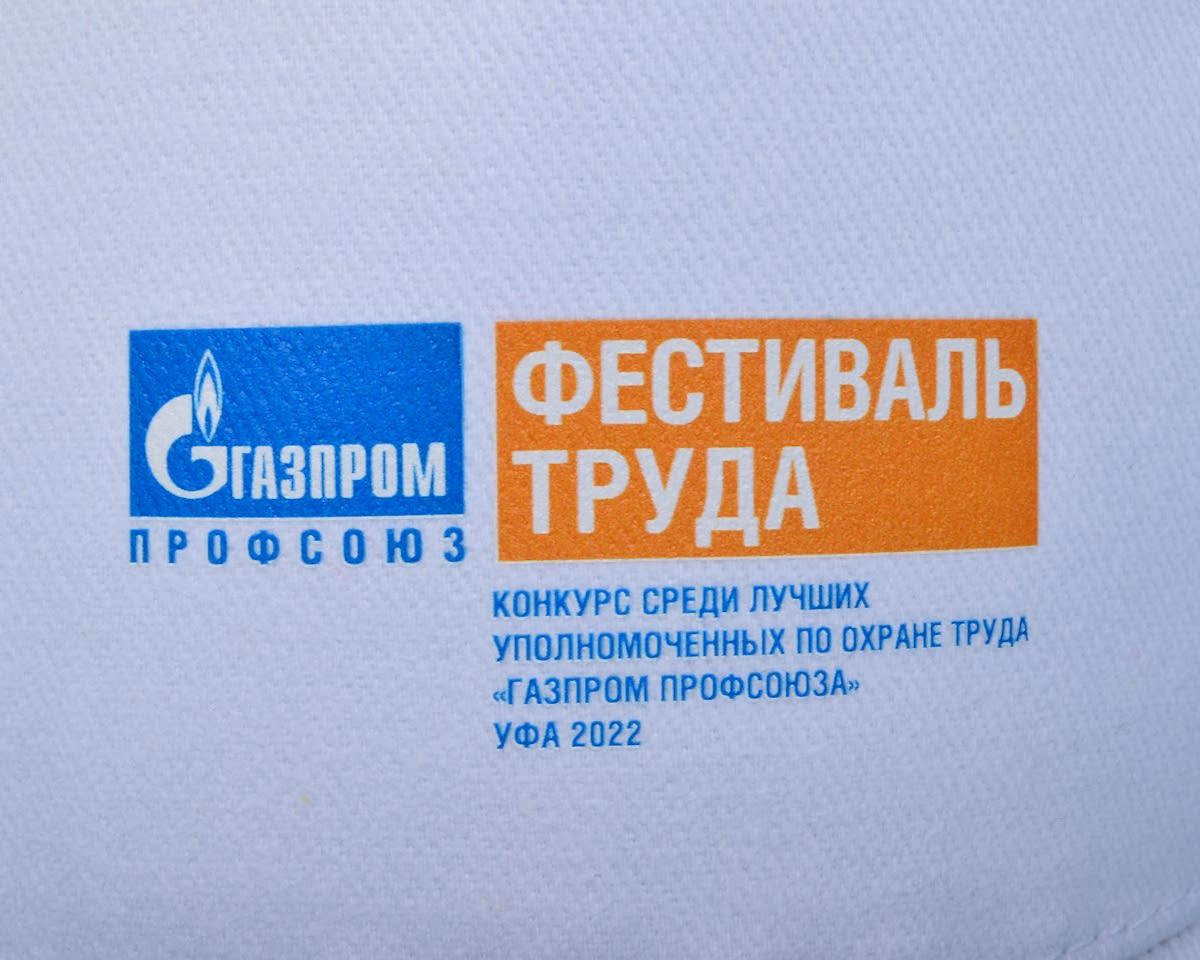 ГАЗПРОМ
ПРОФСОЮЗ
ФЕСТИВАЛЬ
ТРУДА
КОНКУРС СРЕДИ ЛУЧШИХ
УПОЛНОМОЧЕННЫХ ПО ОХРАНЕ ТРУДА
«ГАЗПРОМ ПРОФСОЮЗА»
УФА 2022